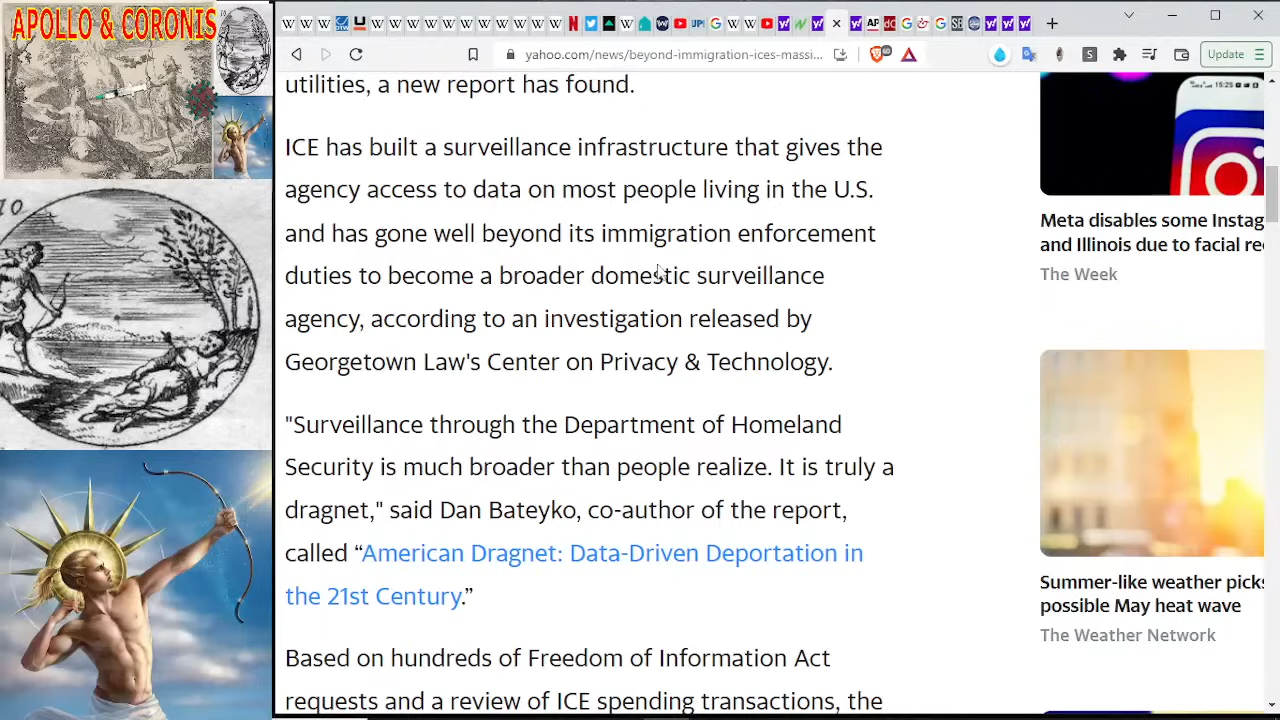 APOLLO & CORONIS
yahoo.com/news/beyond-immigration-ices-massi...
Update
utilities, a new report has found.
ICE has built a surveillance infrastructure that gives the
agency access to data on most people living in the U.S.
and has gone well beyond its immigration enforcement
duties to become a broader domestic surveillance
agency, according to an investigation released by
Georgetown Law's Center on Privacy & Technology.
"Surveillance through the Department of Homeland
Security is much broader than people realize. It is truly a
dragnet," said Dan Bateyko, co-author of the report,
called “American Dragnet: Data-Driven Deportation in
the 21st Century.”
Based on hundreds of Freedom of Information Act
requests and a review of ICE spending transactions, the
15:25
Meta disables some Instag
and Illinois due to facial re
The Week
Summer-like weather picks
possible May heat wave
The Weather Network